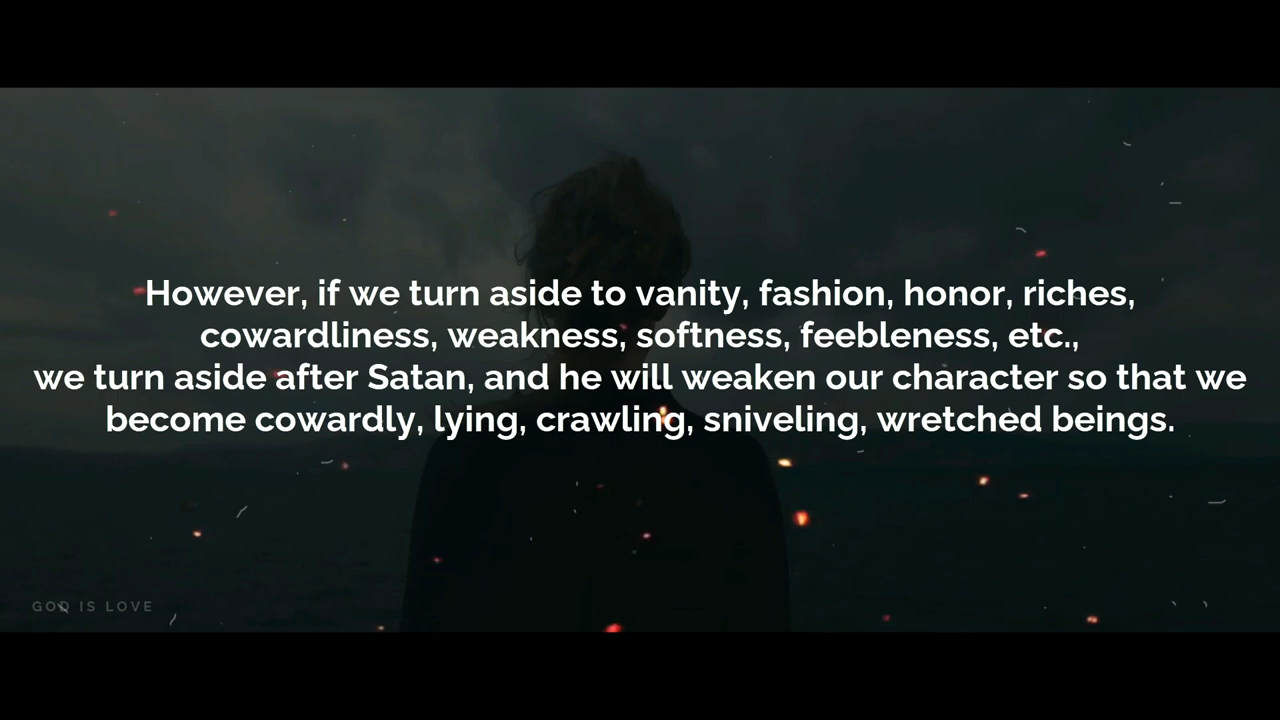 However, if we turn aside to vanity, fashion, honor, riches,
cowardliness, weakness, softness, feebleness, etc.,
we turn aside after Satan, and he will weaken our character so that we
become cowardly, lying, crawling, sniveling, wretched beings.
GOD IS LOVE